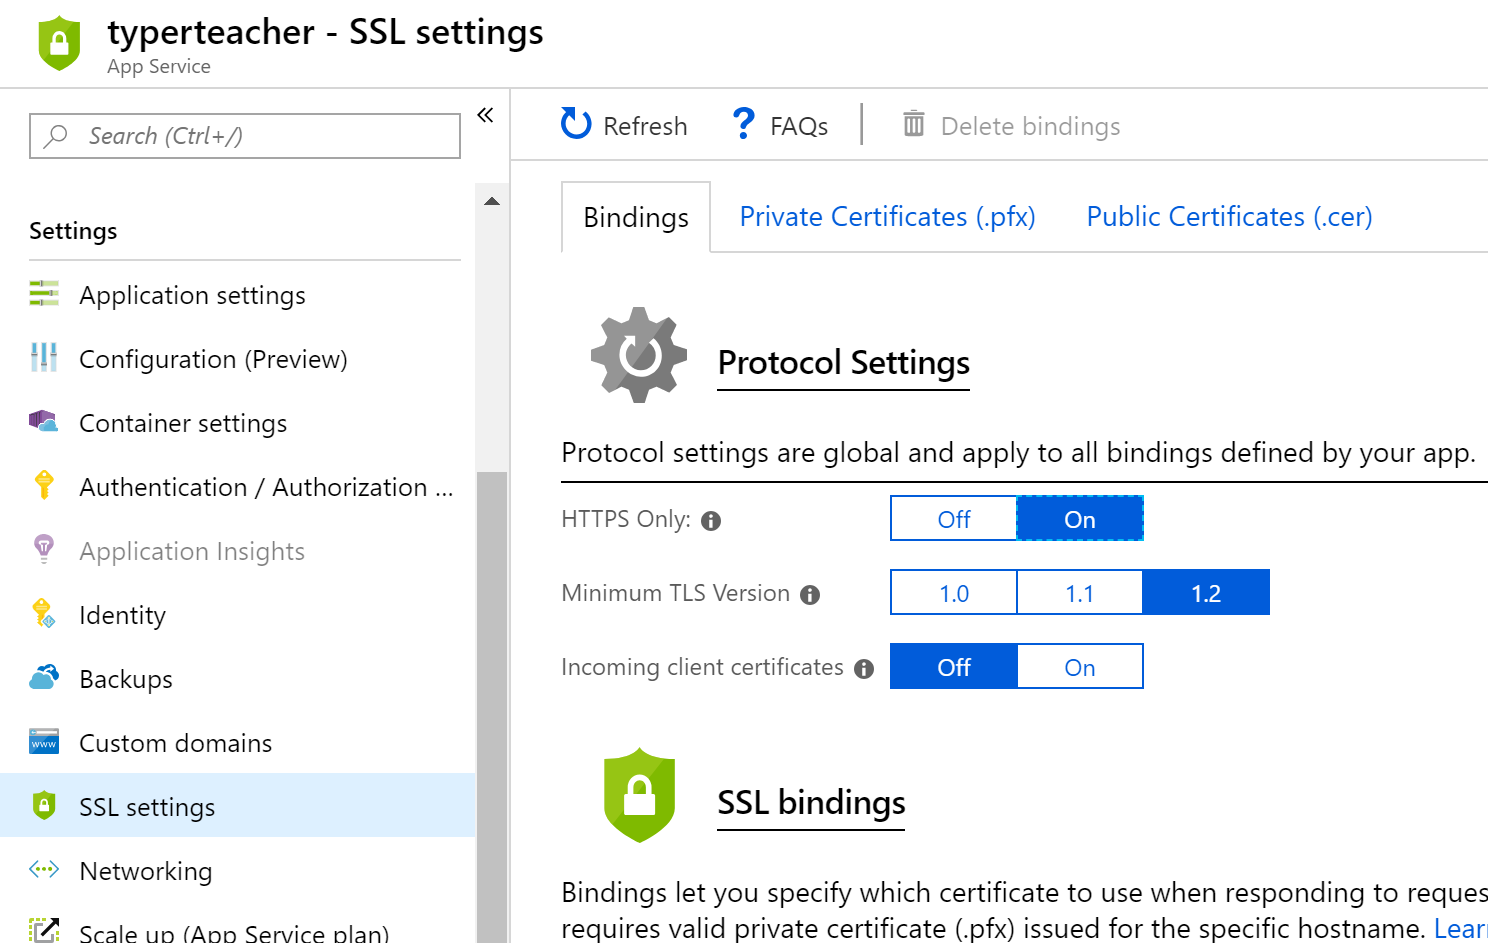 typerteacher - SSL settings
App Service
Search (Ctrl+/)
«
Settings
Application settings
Configuration (Preview)
Container settings
Authentication / Authorization ...
Application Insights
Identity
Backups
www
Custom domains
SSL settings
Networking
Scale up (App Service plan)
Refresh
? FAQs
Delete bindings
Bindings
Private Certificates (.pfx)
Public Certificates (.cer)
Protocol Settings
Protocol settings are global and apply to all bindings defined by your app.
HTTPS Only: Off On
Minimum TLS Version 1.0 1.1 1.2
Incoming client certificates Off On
SSL bindings
Bindings let you specify which certificate to use when responding to reques
requires valid private certificate (.pfx) issued for the specific hostname. Lear